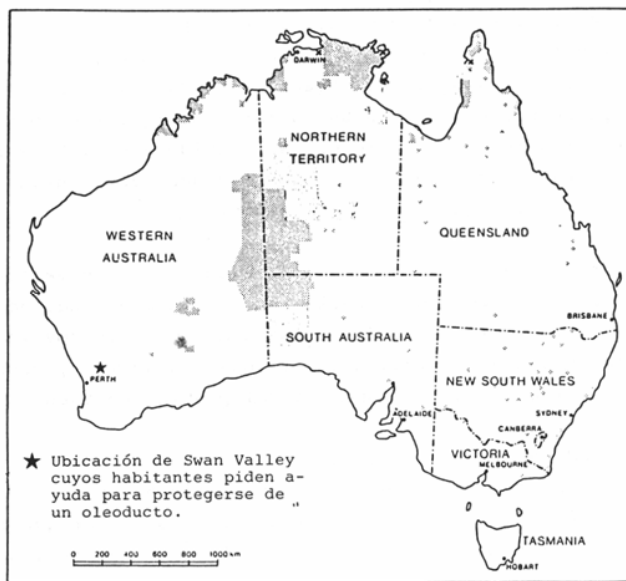 DARWIN
NORTHERN
TERRITORY
WESTERN
AUSTRALIA
QUEENSLAND
BRISBANE
SOUTH AUSTRALIA
PERTH
NEW SOUTH WALES
ADELAIDE
SYDNEY
CANBERRA
VICTORIA
MELBOURNE
★ Ubicación de Swan Valley
cuyos habitantes piden a-
yuda para protegerse de
un oleoducto.
0 200 400 600 800 1000 km
TASMANIA
HOBART